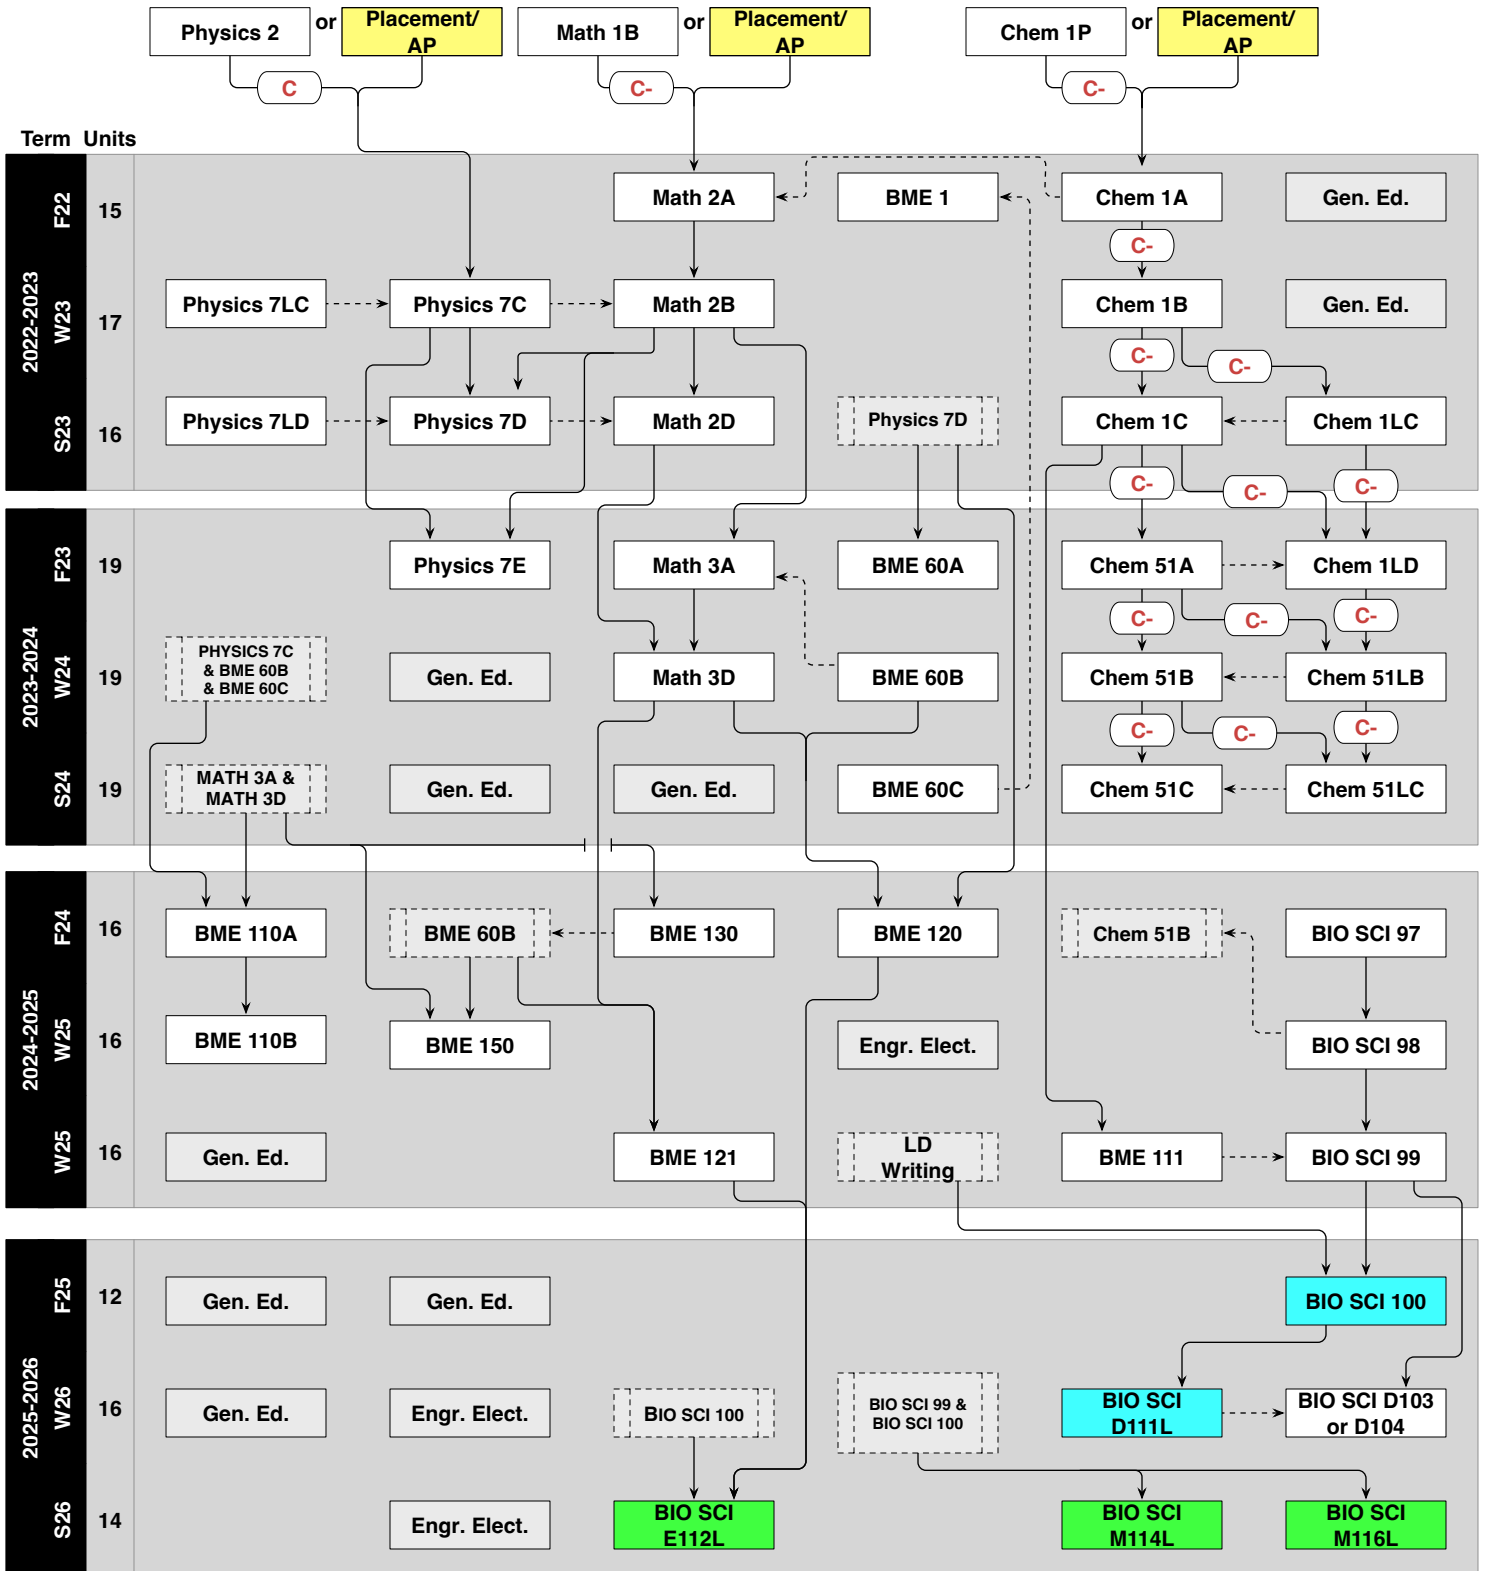 Physics 2
or
Placement/
AP
Math 1B
or
Placement/
AP
Chem 1P
or
Placement/
AP
C
C-
C-
Term Units
2022-2023
F22
15
Math 2A
BME 1
Chem 1A
Gen. Ed.
C-
W23
17
Physics 7LC
Physics 7C
Math 2B
Chem 1B
Gen. Ed.
C-
C-
S23
16
Physics 7LD
Physics 7D
Math 2D
Physics 7D
Chem 1C
Chem 1LC
C-
C-
C-
2023-2024
F23
19
Physics 7E
Math 3A
BME 60A
Chem 51A
Chem 1LD
C-
C-
C-
W24
19
PHYSICS 7C
& BME 60B
& BME 60C
Gen. Ed.
Math 3D
BME 60B
Chem 51B
Chem 51LB
C-
C-
C-
S24
19
MATH 3A &
MATH 3D
Gen. Ed.
Gen. Ed.
BME 60C
Chem 51C
Chem 51LC
2024-2025
F24
16
BME 110A
BME 60B
BME 130
BME 120
Chem 51B
BIO SCI 97
W25
16
BME 110B
BME 150
Engr. Elect.
BIO SCI 98
W25
16
Gen. Ed.
BME 121
LD
Writing
BME 111
BIO SCI 99
2025-2026
F25
12
Gen. Ed.
Gen. Ed.
BIO SCI 100
W26
16
Gen. Ed.
Engr. Elect.
BIO SCI 100
BIO SCI 99 &
BIO SCI 100
BIO SCI
D111L
BIO SCI D103
or D104
S26
14
Engr. Elect.
BIO SCI
E112L
BIO SCI
M114L
BIO SCI
M116L